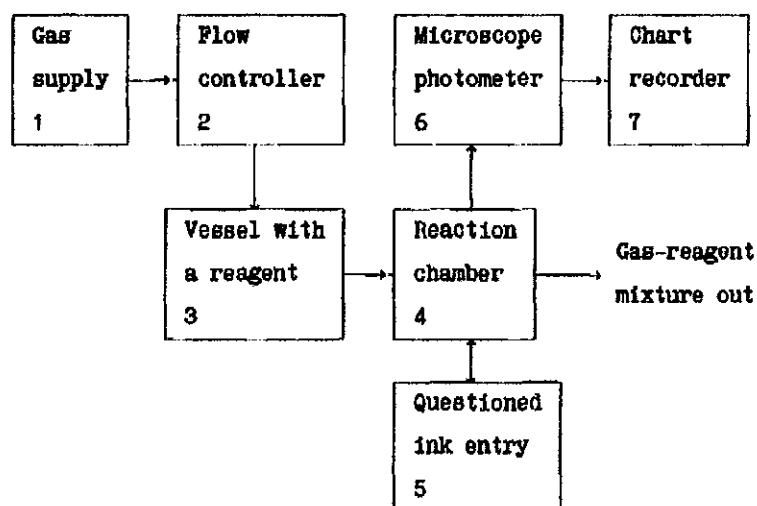 Gas
supply
1
Flow
controller
2
Microscope
photometer
6
Chart
recorder
7
Vessel with
a reagent
3
Reaction
chamber
4
Gas-reagent
mixture out
Questioned
ink entry
5